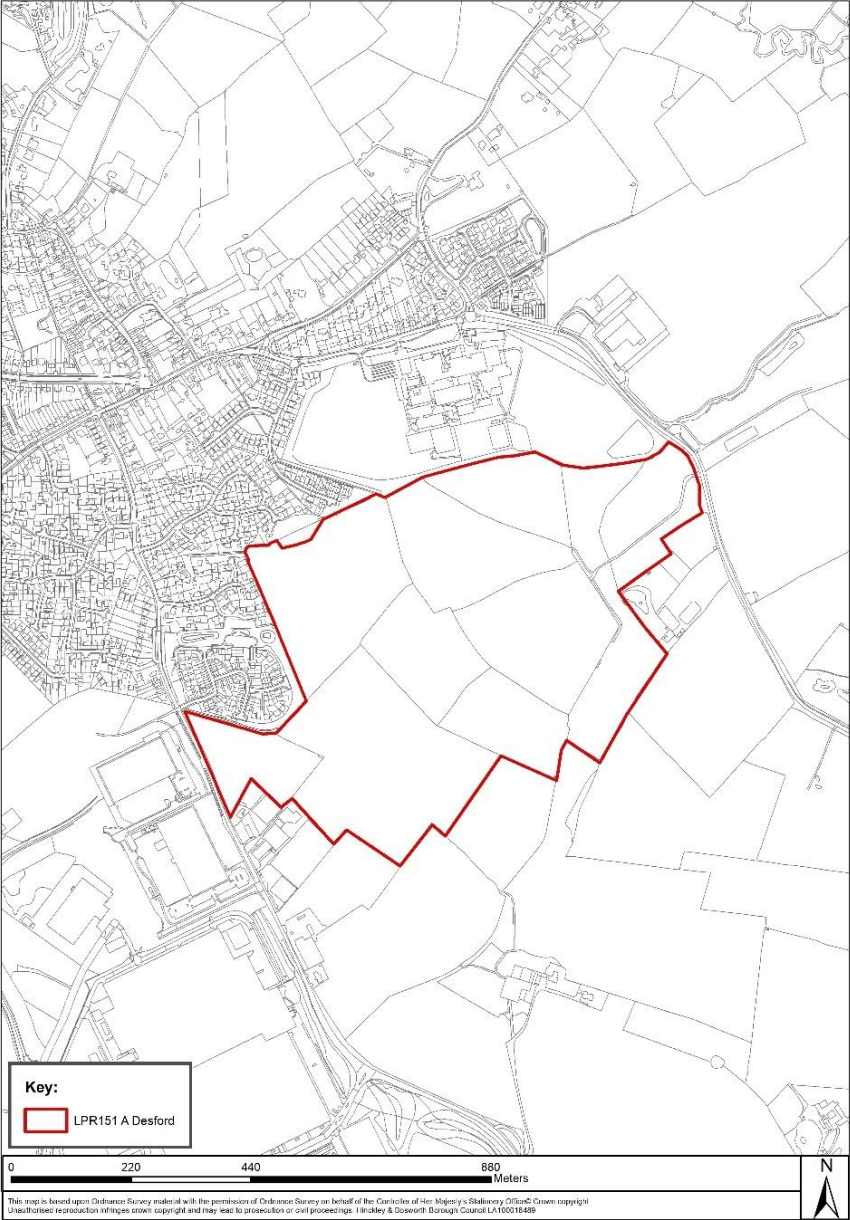 Key:
LPR151 A Desford
0 220 440 880
Meters
N
This map is based upon Ordnance Survey material with the permission of Ordnance Survey on behalf of the Controller of Her Majesty's Stationery Office© Crown copyright
Unauthorised reproduction infringes crown copyright and may lead to prosecution or civil proceedings. Hinckley & Bosworth Borough Council LA100018489